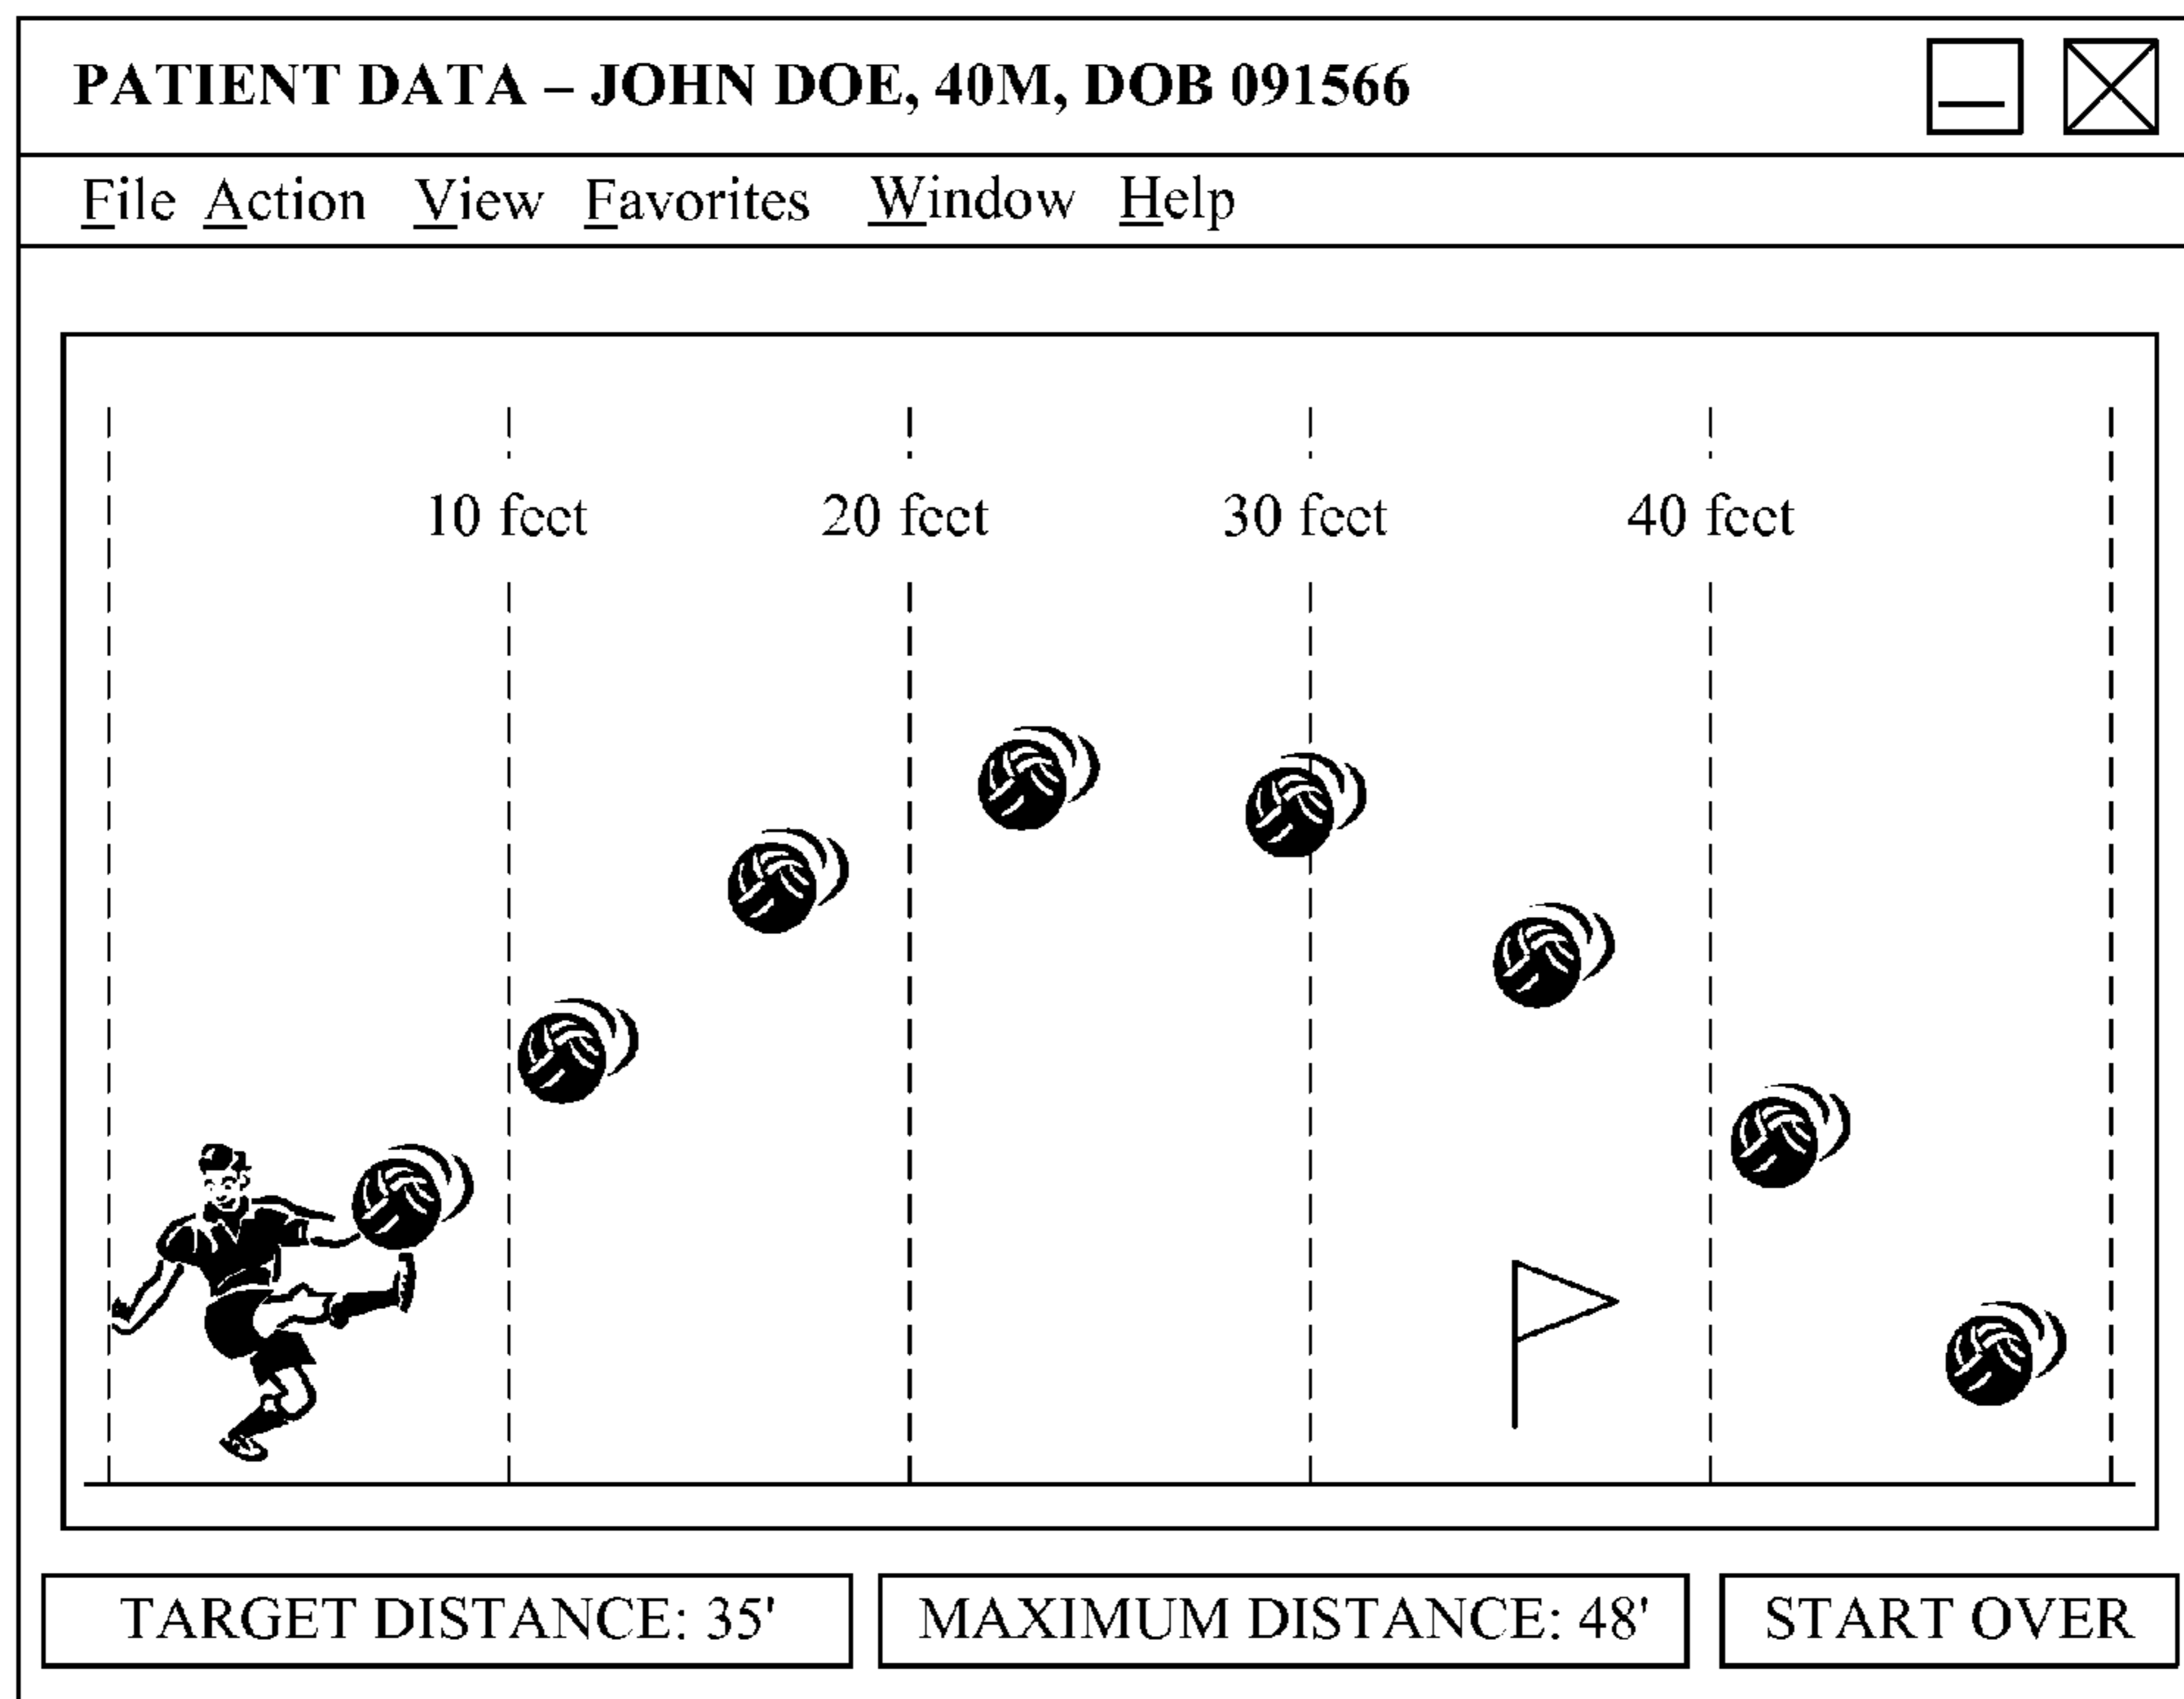 PATIENT DATA – JOHN DOE, 40M, DOB 091566
File Action View Favorites Window Help
10 feet 20 feet 30 feet 40 feet
TARGET DISTANCE: 35' MAXIMUM DISTANCE: 48' START OVER